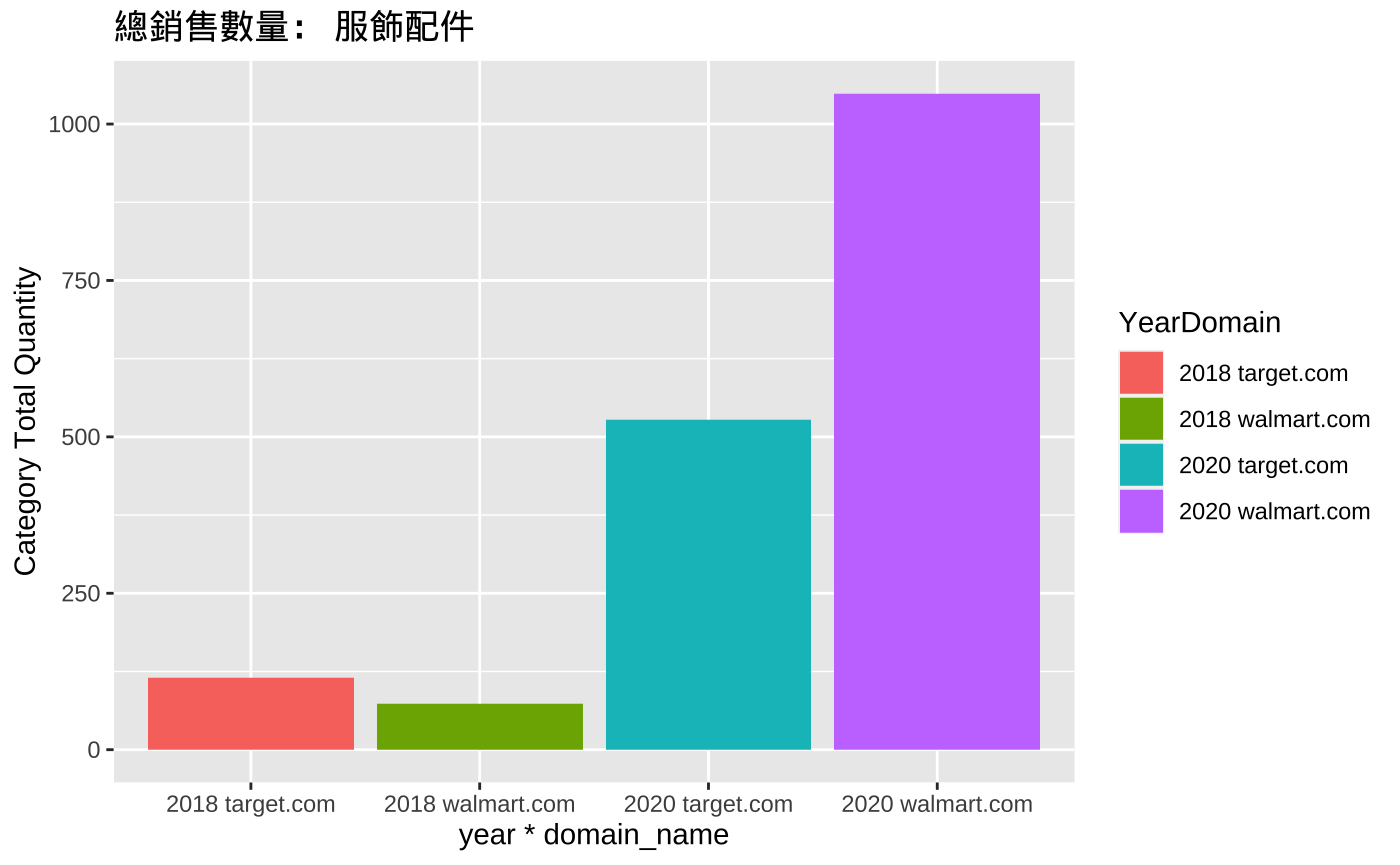 總銷售數量： 服飾配件
Category Total Quantity
1000
750
500
250
0
2018 target.com
2018 walmart.com
2020 target.com
2020 walmart.com
year * domain_name
YearDomain
2018 target.com
2018 walmart.com
2020 target.com
2020 walmart.com